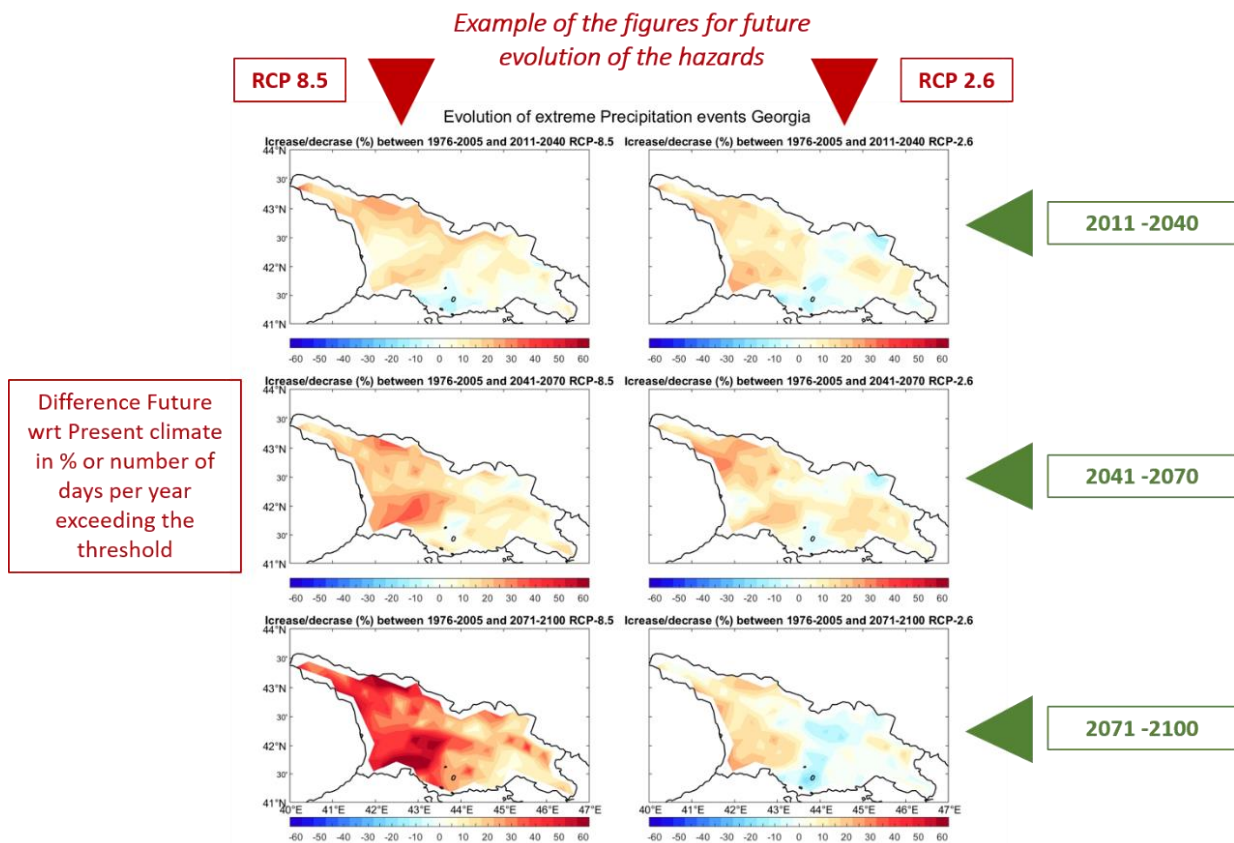 Example of the figures for future
evolution of the hazards
RCP 8.5
RCP 2.6
Evolution of extreme Precipitation events Georgia
Icrease/decrase (%) between 1976-2005 and 2011-2040 RCP-8.5
44°N
30'
43°N
30'
42°N
30'
41°N
-60 -50 -40 -30 -20 -10 0 10 20 30 40 50 60
Icrease/decrase (%) between 1976-2005 and 2011-2040 RCP-2.6
-60 -50 -40 -30 -20 -10 0 10 20 30 40 50 60
2011 -2040
Difference Future
wrt Present climate
in % or number of
days per year
exceeding the
threshold
Icrease/decrase (%) between 1976-2005 and 2041-2070 RCP-8.5
44°N
30'
43°N
30'
42°N
30'
41°N
-60 -50 -40 -30 -20 -10 0 10 20 30 40 50 60
Icrease/decrase (%) between 1976-2005 and 2041-2070 RCP-2.6
-60 -50 -40 -30 -20 -10 0 10 20 30 40 50 60
2041 -2070
Icrease/decrase (%) between 1976-2005 and 2071-2100 RCP-8.5
44°N
30'
43°N
30'
42°N
30'
41°N
40°E 41°E 42°E 43°E 44°E 45°E 46°E 47°E
-60 -50 -40 -30 -20 -10 0 10 20 30 40 50 60
Icrease/decrase (%) between 1976-2005 and 2071-2100 RCP-2.6
40°E 41°E 42°E 43°E 44°E 45°E 46°E 47°E
-60 -50 -40 -30 -20 -10 0 10 20 30 40 50 60
2071 -2100